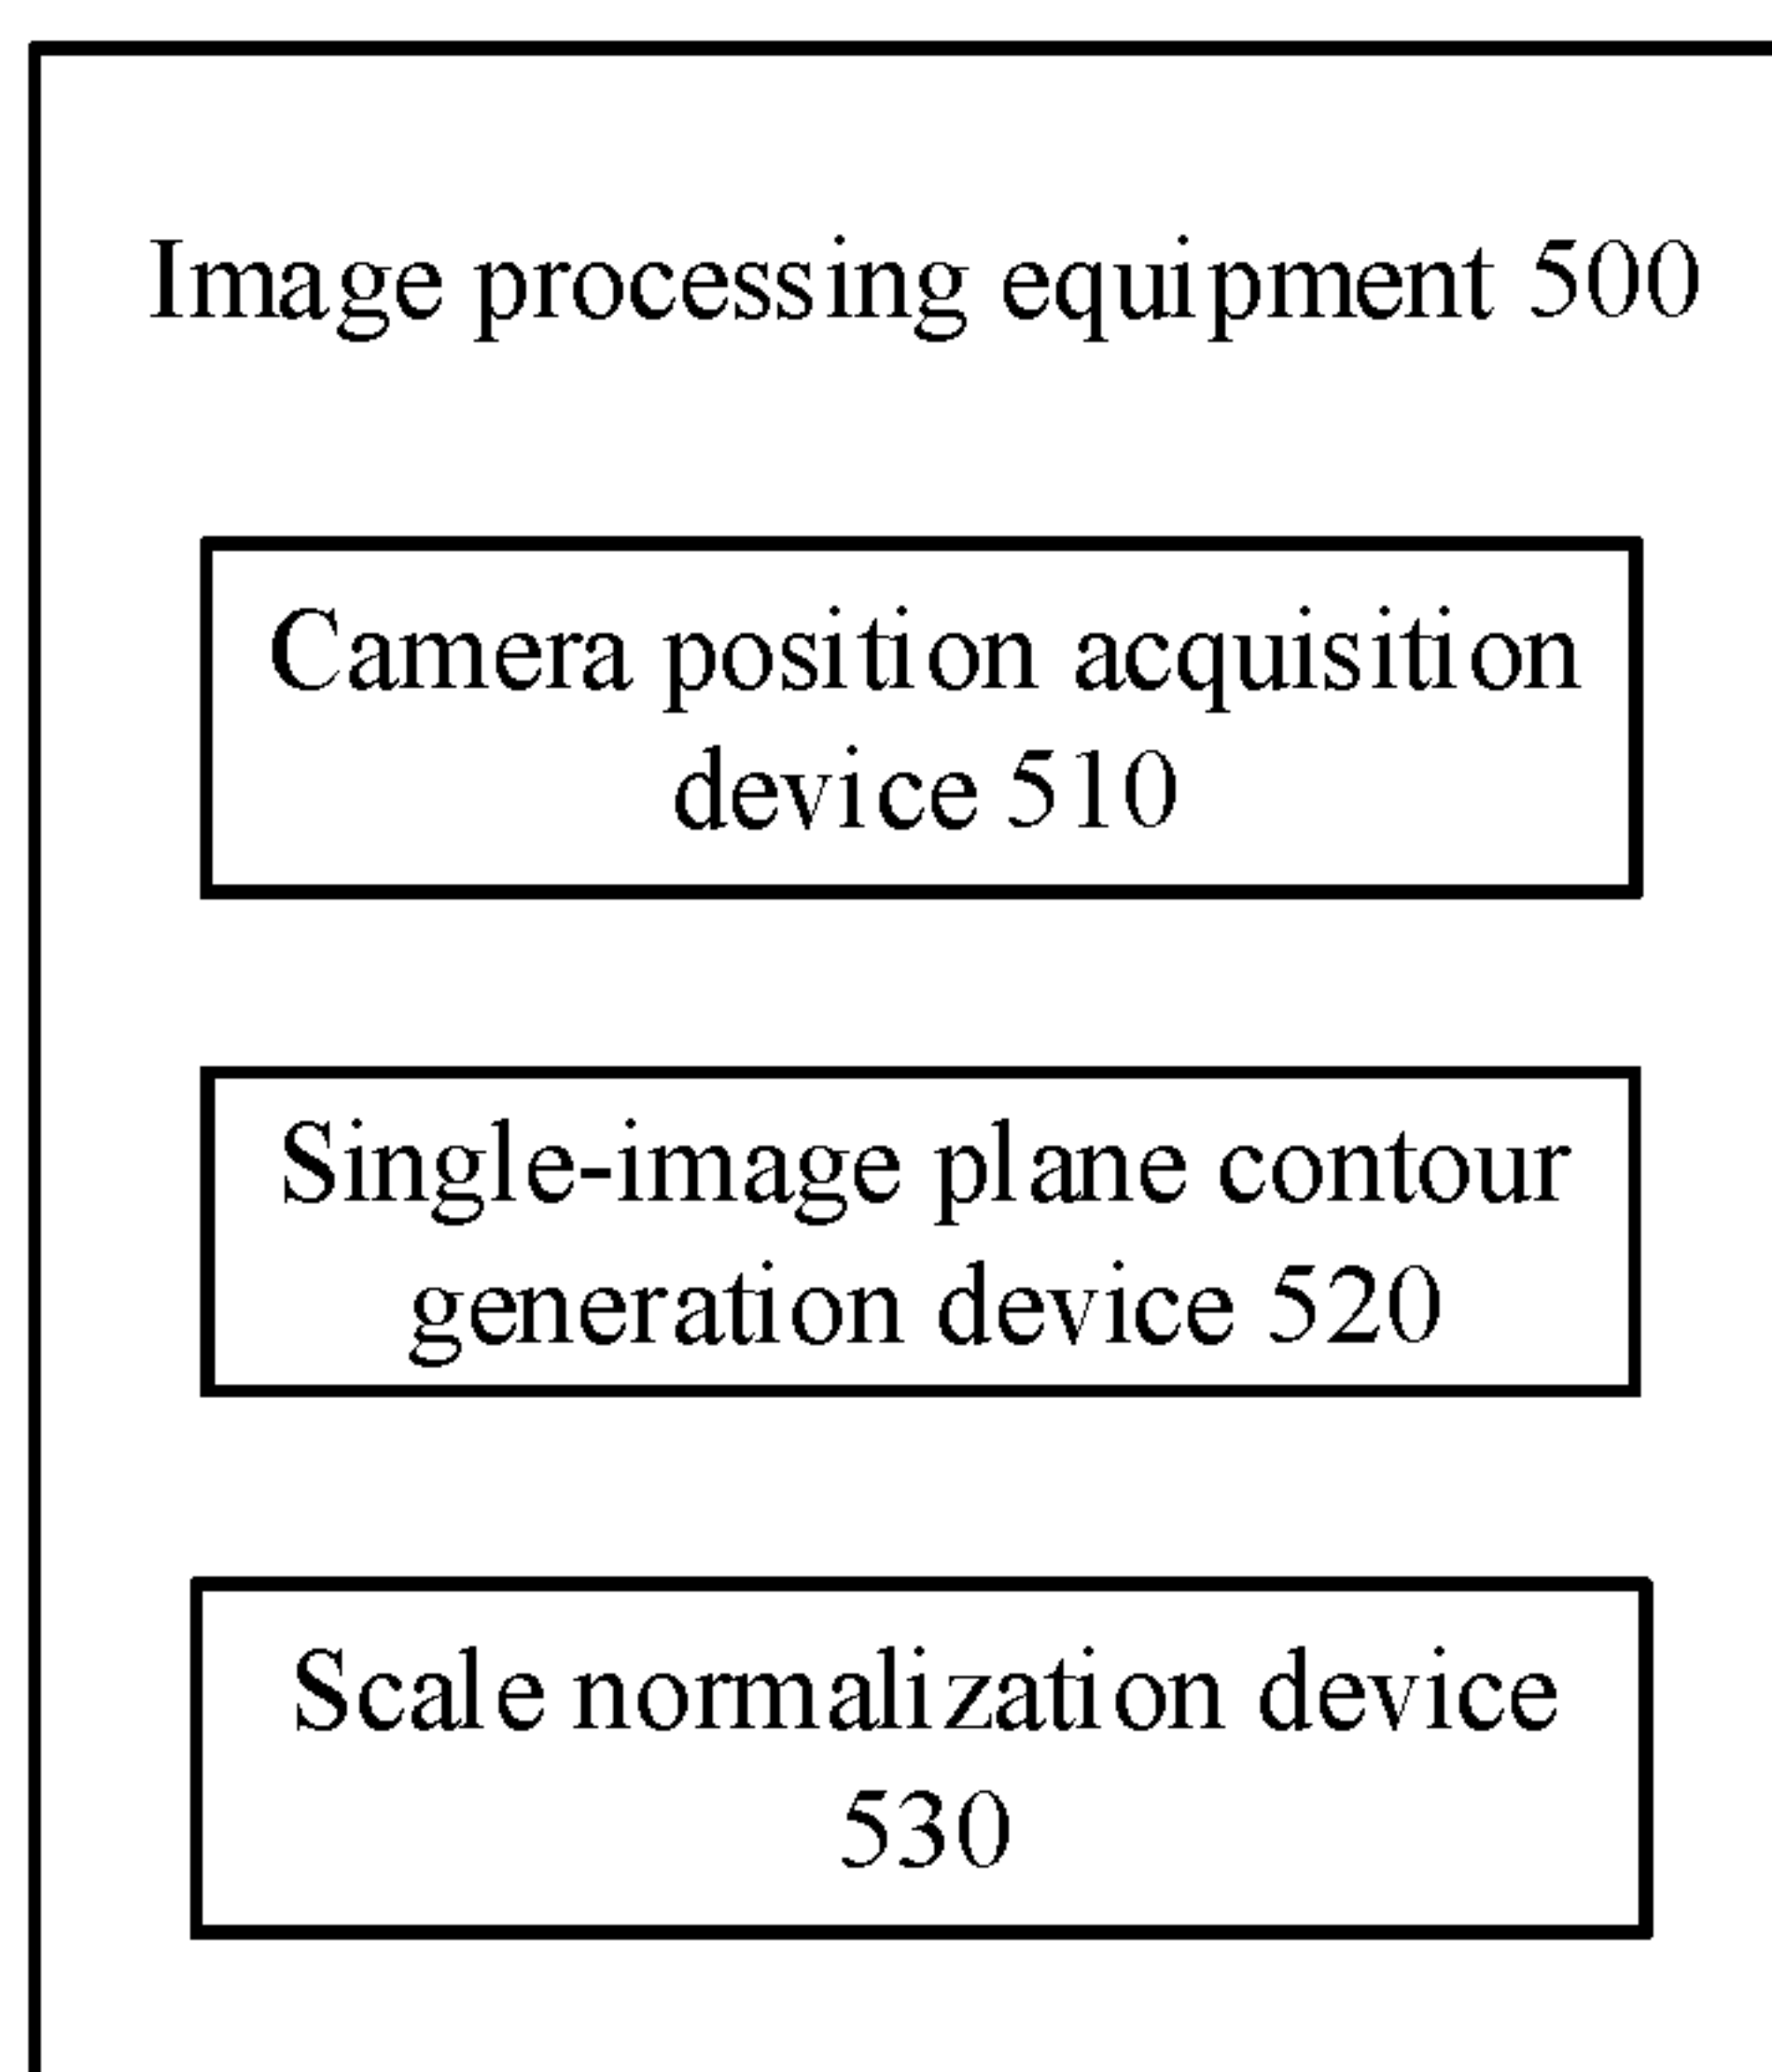 Image processing equipment 500
Camera position acquisition
device 510
Single-image plane contour
generation device 520
Scale normalization device
530